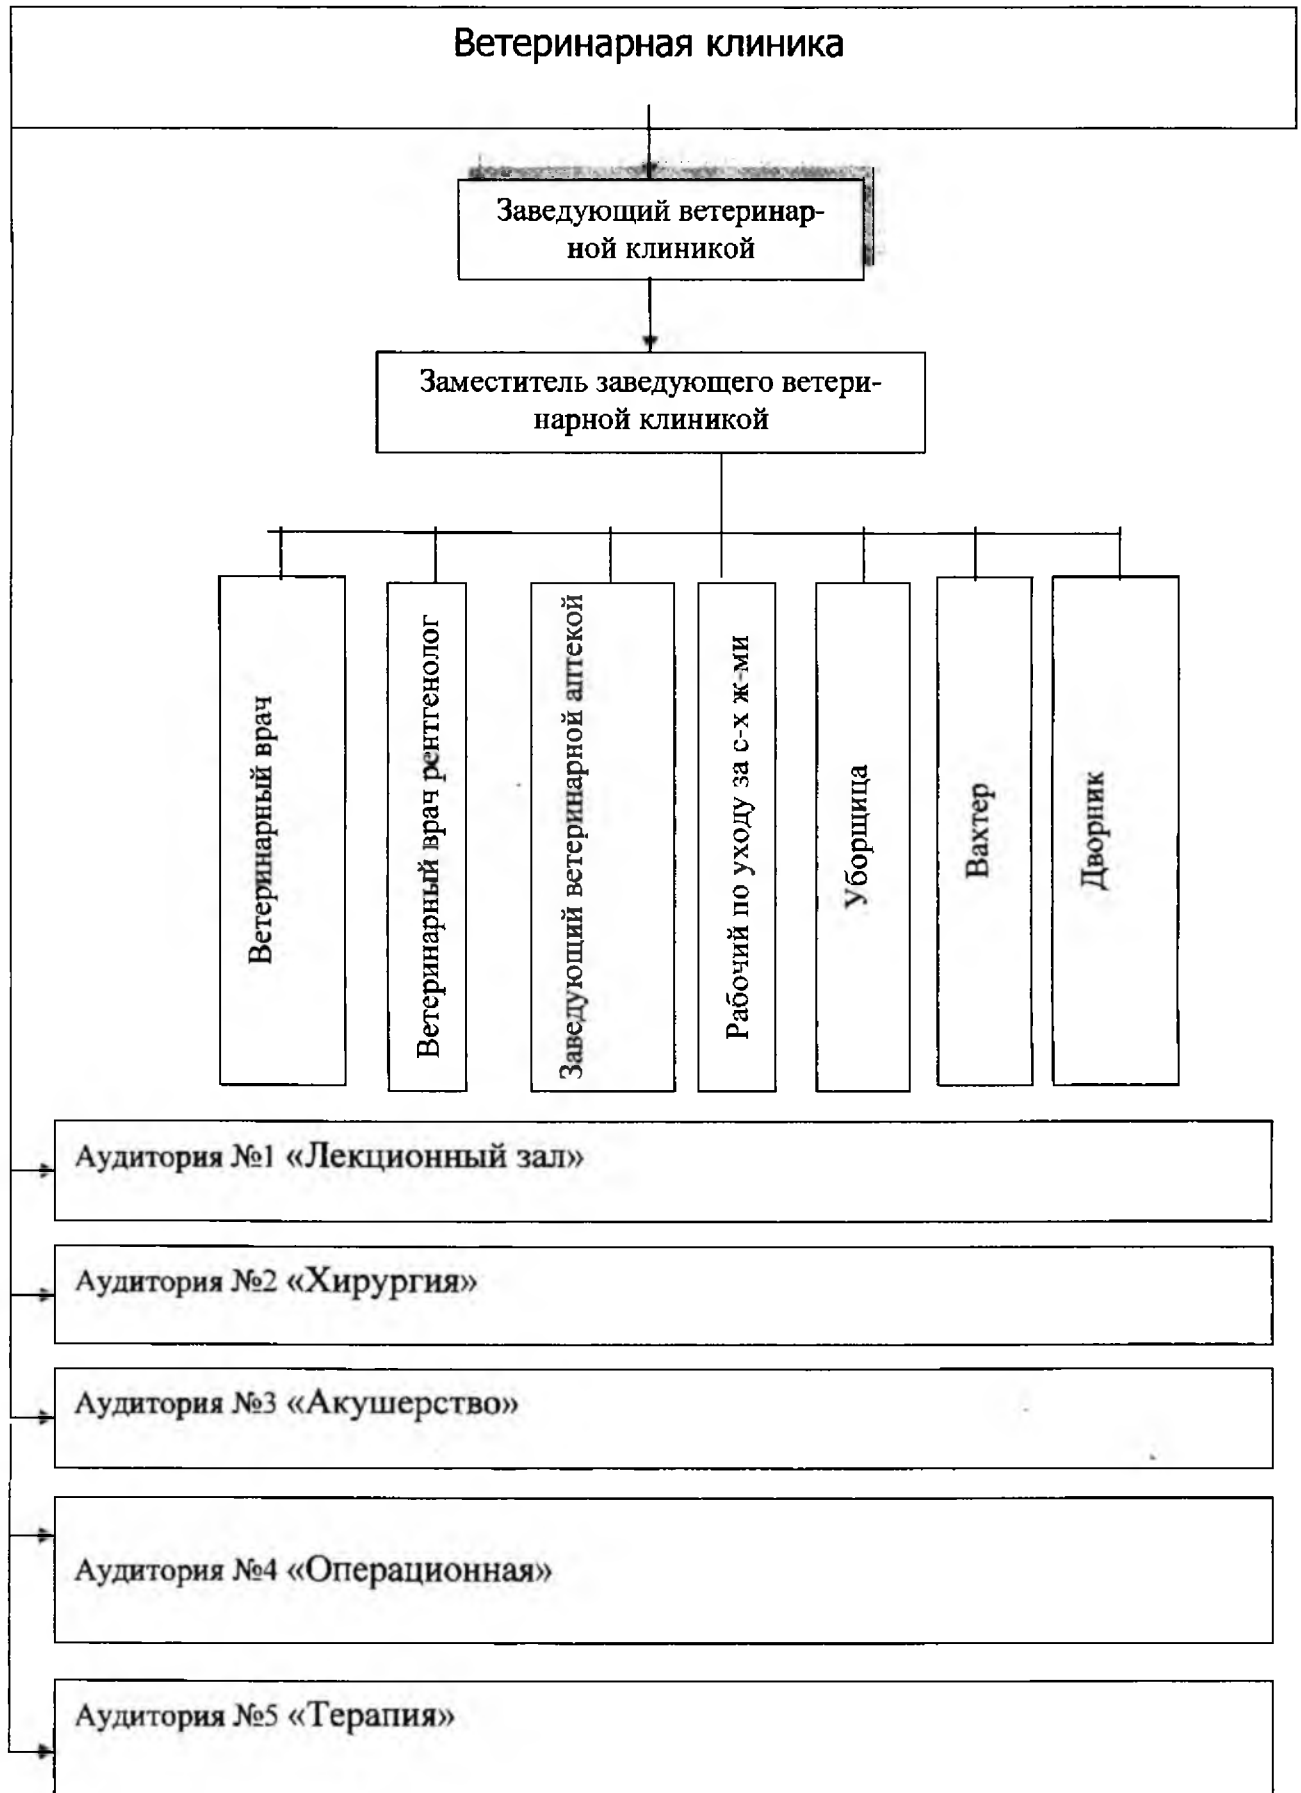 Ветеринарная клиника
Заведующий ветеринар-
ной клиникой
Заместитель заведующего ветери-
нарной клиникой
Ветеринарный врач
Ветеринарный врач рентгенолог
Заведующий ветеринарной аптекой
Рабочий по уходу за с-х ж-ми
Уборщица
Вахтер
Дворник
Аудитория №1 «Лекционный зал»
Аудитория №2 «Хирургия»
Аудитория №3 «Акушерство»
Аудитория №4 «Операционная»
Аудитория №5 «Терапия»